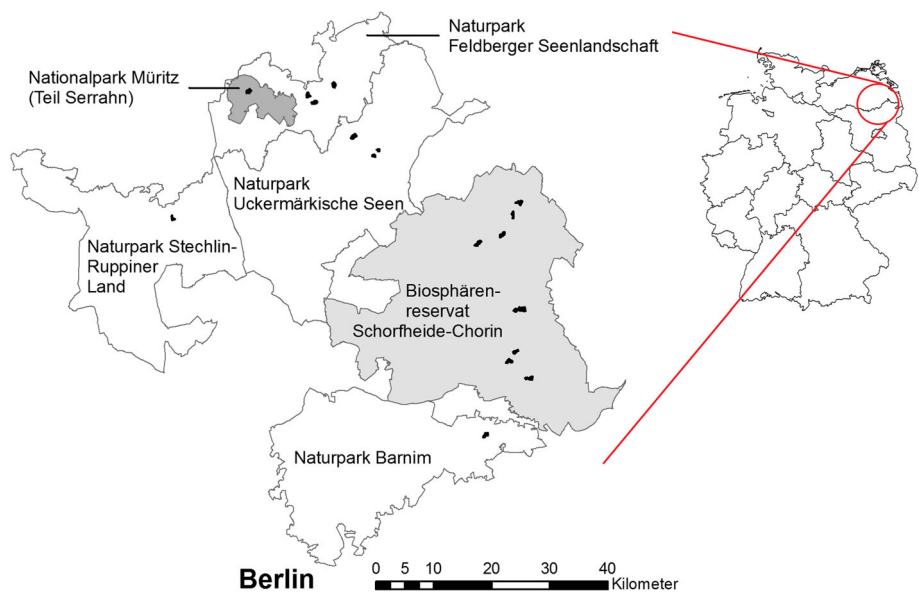 Naturpark
Feldberger Seenlandschaft
Nationalpark Müritz
(Teil Serrahn)
Naturpark
Uckermärkische Seen
Naturpark Stechlin-
Ruppiner
Land
Biosphären-
reservat
Schorfheide-Chorin
Naturpark Barnim
Berlin
0 5 10 20 30 40
Kilometer